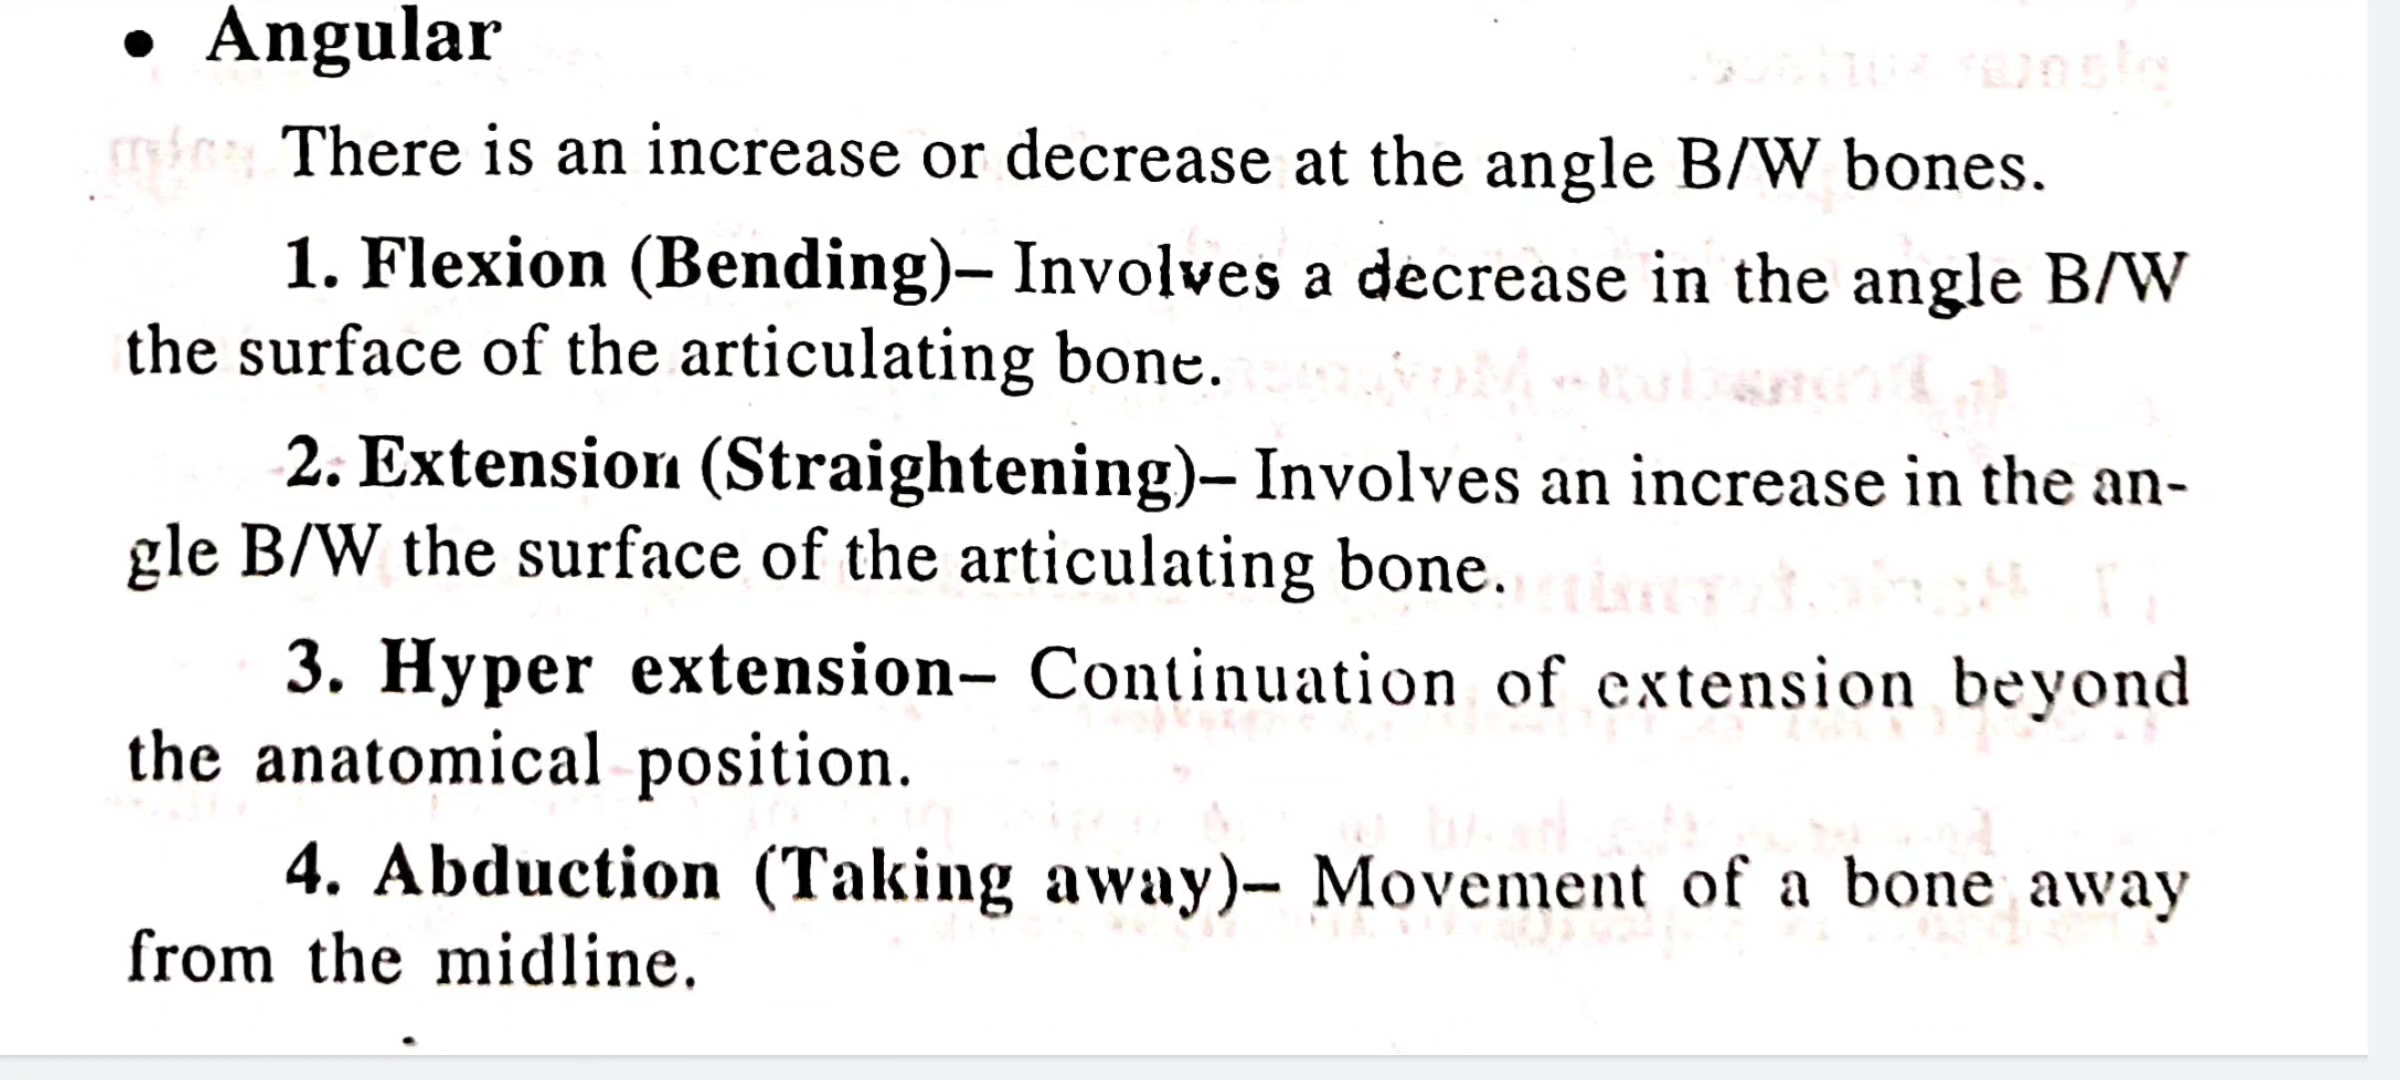 • Angular
There is an increase or decrease at the angle B/W bones.
1. Flexion (Bending)– Involves a decrease in the angle B/W
the surface of the articulating bone.
2. Extension (Straightening)– Involves an increase in the an-
gle B/W the surface of the articulating bone.
3. Hyper extension– Continuation of extension beyond
the anatomical position.
4. Abduction (Taking away)– Movement of a bone away
from the midline.